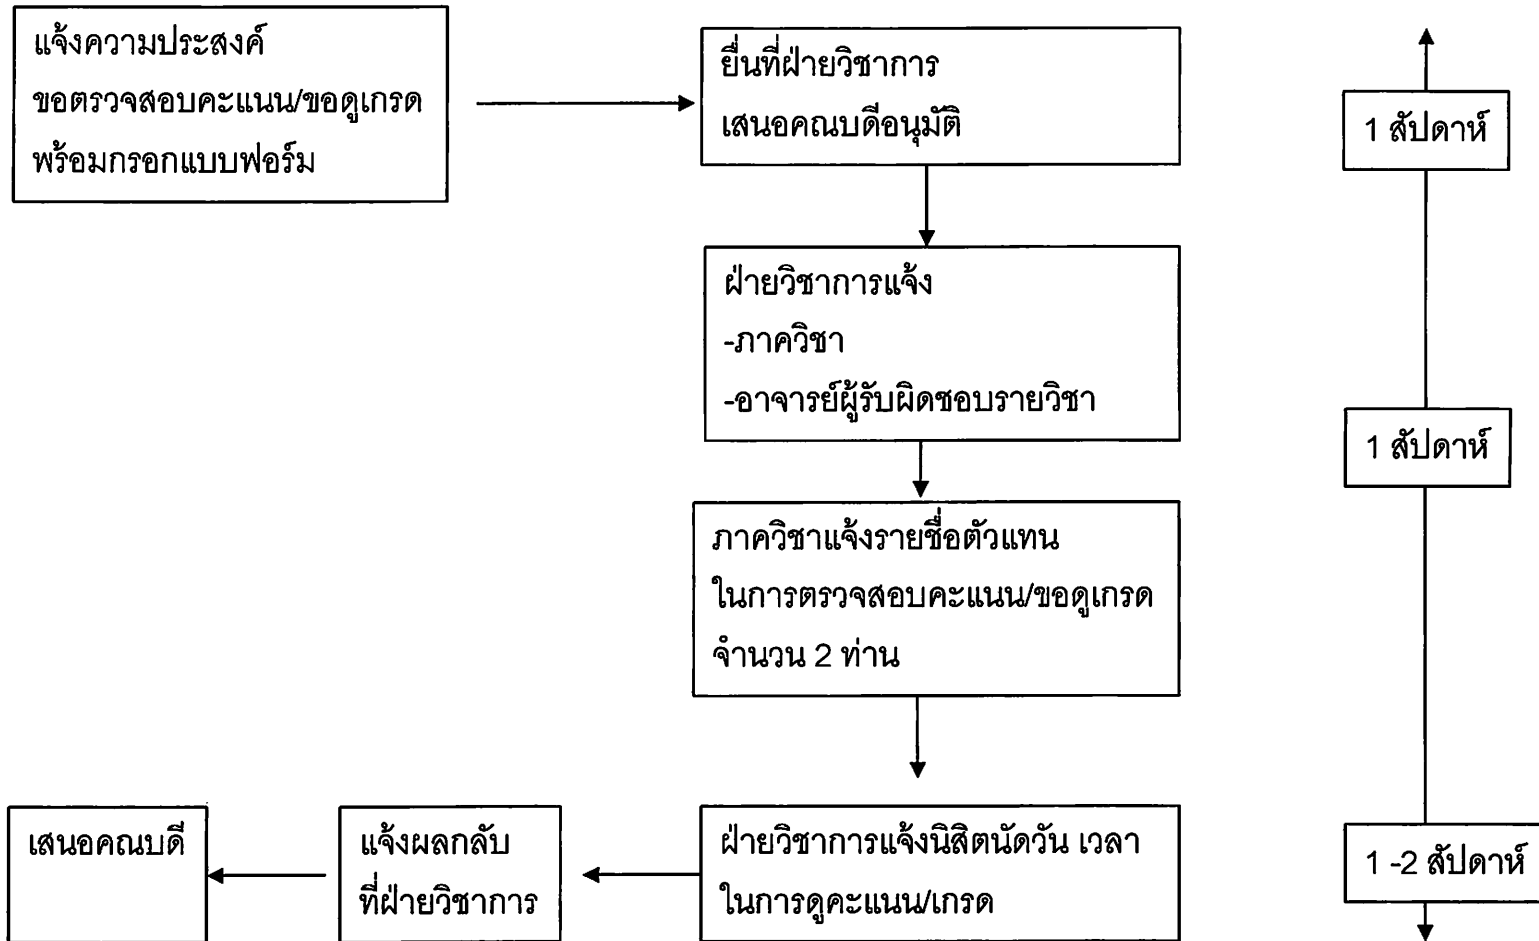 แจ้งความประสงค์
ขอตรวจสอบคะแนน/ขอดูเกรด
พร้อมกรอกแบบฟอร์ม
ยื่นที่ฝ่ายวิชาการ
เสนอคณบดีอนุมัติ
1 สัปดาห์
ฝ่ายวิชาการแจ้ง
-ภาควิชา
-อาจารย์ผู้รับผิดชอบรายวิชา
1 สัปดาห์
ภาควิชาแจ้งรายชื่อตัวแทน
ในการตรวจสอบคะแนน/ขอดูเกรด
จำนวน 2 ท่าน
ฝ่ายวิชาการแจ้งนิสิตนัดวัน เวลา
ในการดูคะแนน/เกรด
1 -2 สัปดาห์
แจ้งผลกลับ
ที่ฝ่ายวิชาการ
เสนอคณบดี